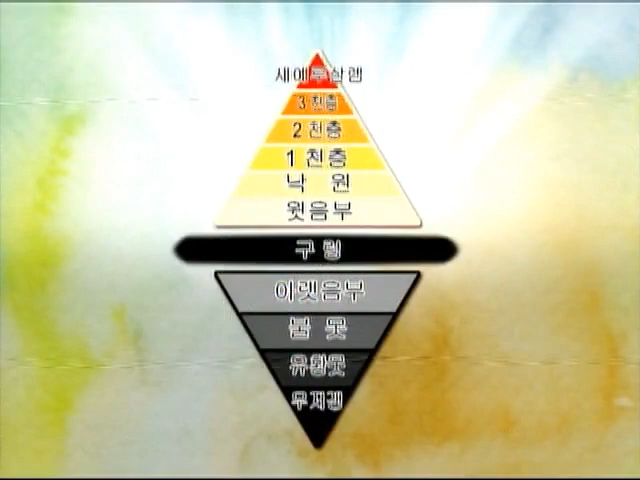 새예루살렘
3 천층
2 천층
1 천층
낙 원
윗음부
구 렁
아랫음부
불 못
유황못
무저갱